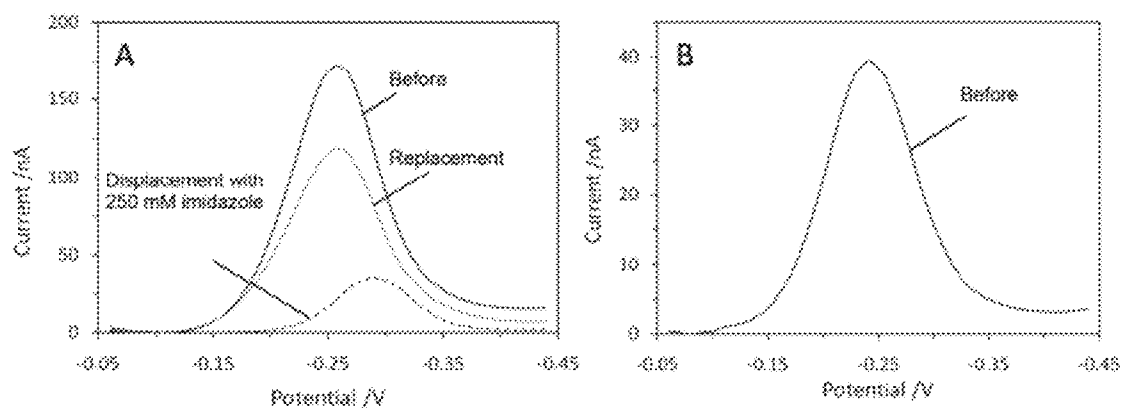 A
200
150
100
50
0
Current /nA
Before
Replacement
Displacement with
250 mM imidazole
-0.05
-0.15
-0.25
-0.35
-0.45
Potential /V
B
40
30
20
10
0
Current /nA
Before
-0.05
-0.15
-0.25
-0.35
-0.45
Potential /V